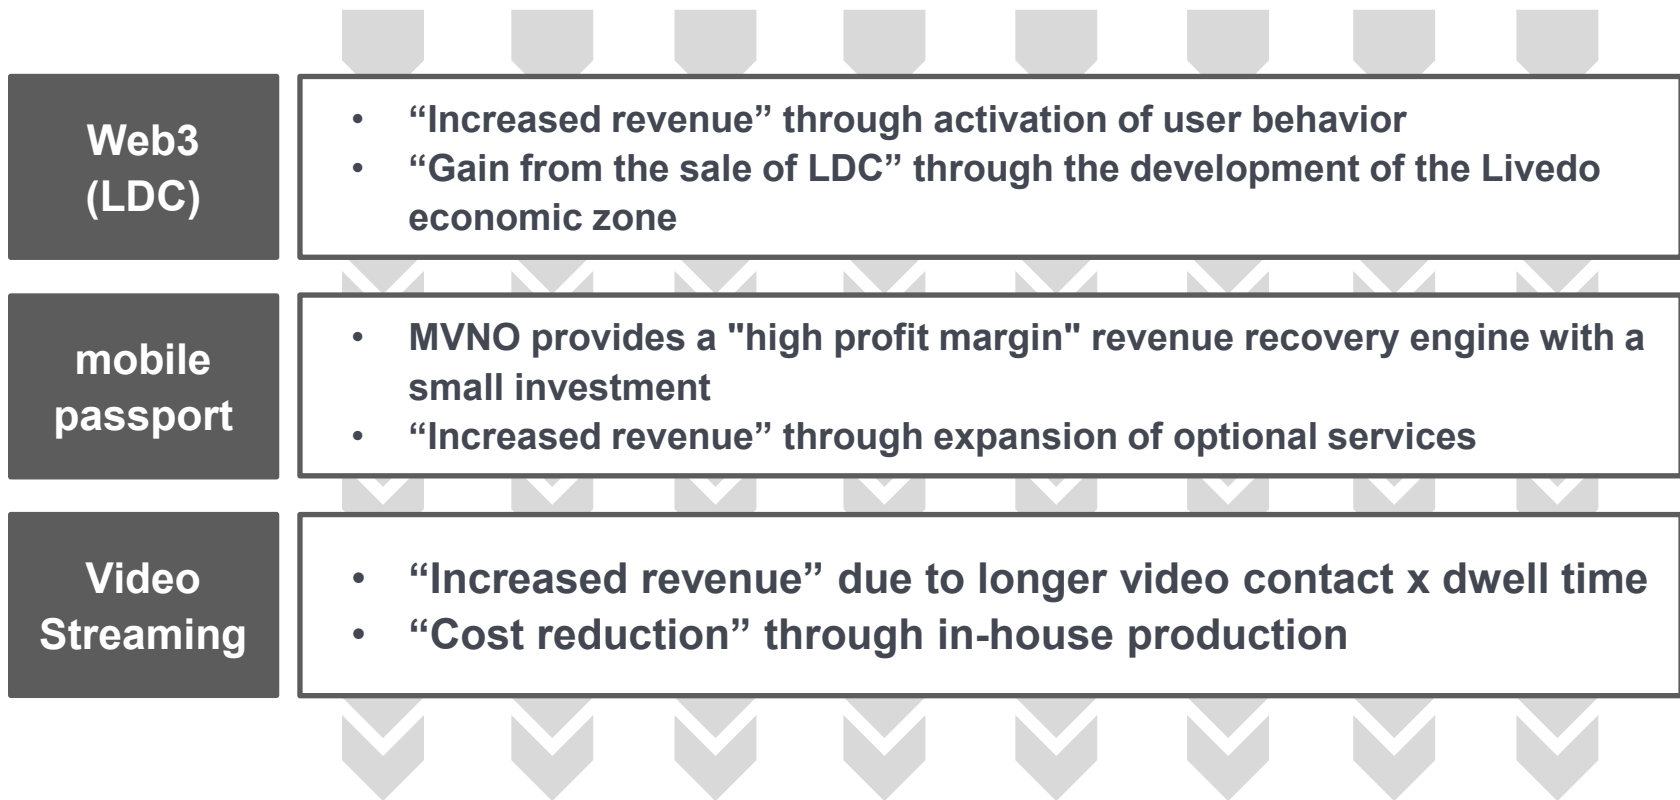 Web3
(LDC)
• “Increased revenue” through activation of user behavior
• “Gain from the sale of LDC” through the development of the Livedo
economic zone
mobile
passport
• MVNO provides a "high profit margin" revenue recovery engine with a
small investment
• “Increased revenue” through expansion of optional services
Video
Streaming
• “Increased revenue” due to longer video contact x dwell time
• “Cost reduction” through in-house production